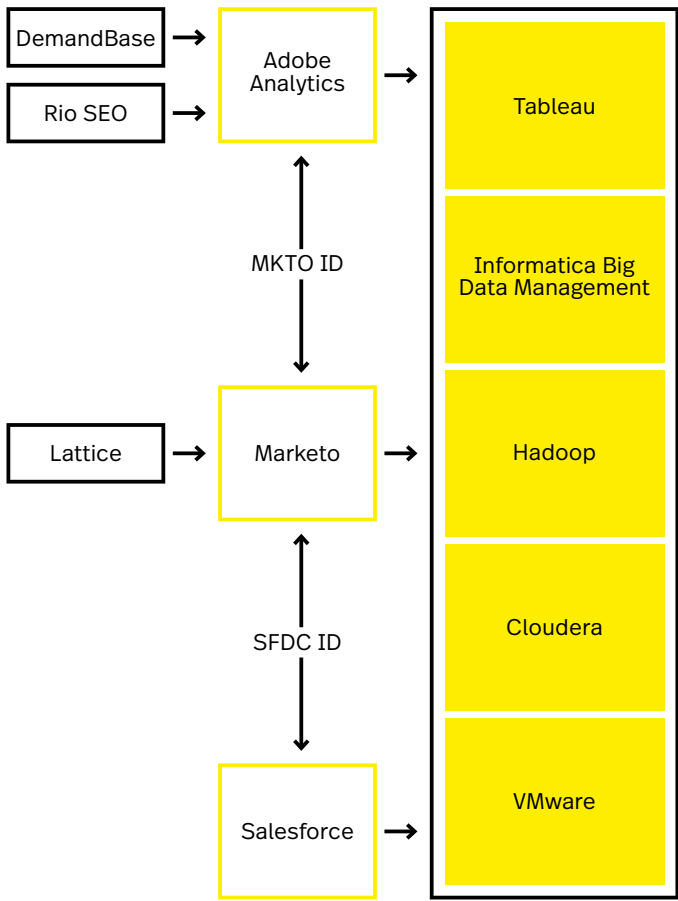 DemandBase
Rio SEO
Adobe
Analytics
Tableau
MKTO ID
Informatica Big
Data Management
Lattice
Marketo
Hadoop
SFDC ID
Cloudera
Salesforce
VMware